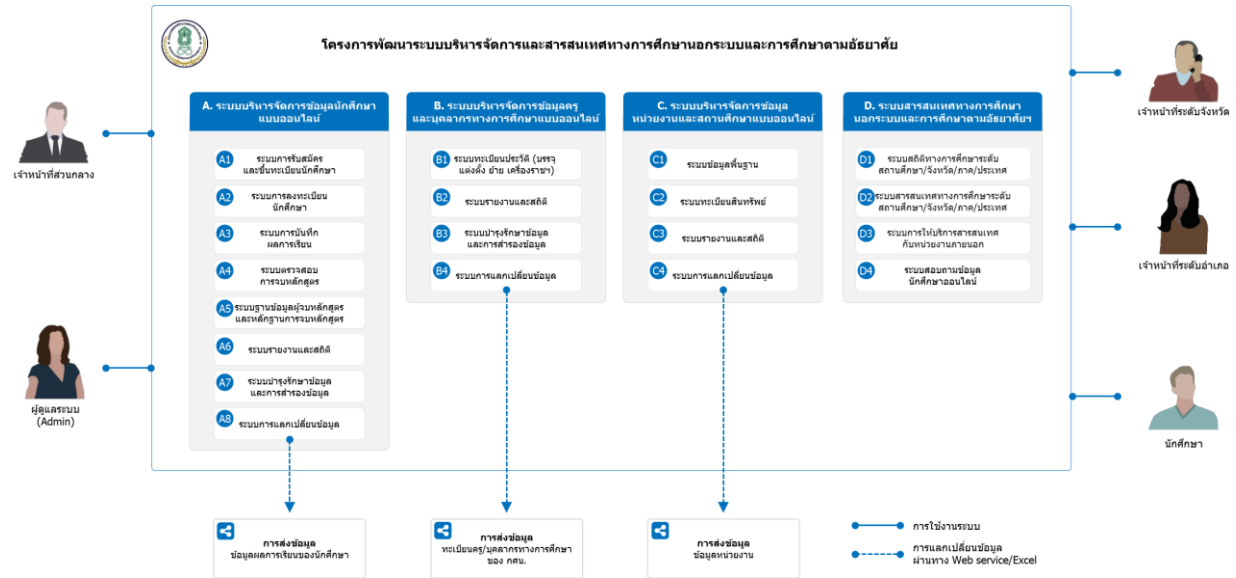 โครงการพัฒนาระบบบริหารจัดการและสารสนเทศทางการศึกษานอกระบบและการศึกษาตามอัธยาศัย
เจ้าหน้าที่ส่วนกลาง
ผู้ดูแลระบบ
(Admin)
A. ระบบบริหารจัดการข้อมูลนักศึกษา
แบบออนไลน์
A1 ระบบการรับสมัคร
และขึ้นทะเบียนนักศึกษา
A2 ระบบการลงทะเบียน
นักศึกษา
A3 ระบบการบันทึก
ผลการเรียน
A4 ระบบตรวจสอบ
การจบหลักสูตร
A5 ระบบฐานข้อมูลผู้จบหลักสูตร
และหลักฐานการจบหลักสูตร
A6 ระบบรายงานและสถิติ
A7 ระบบบำรุงรักษาข้อมูล
และการสำรองข้อมูล
A8 ระบบการแลกเปลี่ยนข้อมูล
B. ระบบบริหารจัดการข้อมูลครู
และบุคลากรทางการศึกษาแบบออนไลน์
B1 ระบบทะเบียนประวัติ (บรรจุ
แต่งตั้ง ย้าย เครื่องราชฯ)
B2 ระบบรายงานและสถิติ
B3 ระบบบำรุงรักษาข้อมูล
และการสำรองข้อมูล
B4 ระบบการแลกเปลี่ยนข้อมูล
C. ระบบบริหารจัดการข้อมูล
หน่วยงานและสถานศึกษาแบบออนไลน์
C1 ระบบข้อมูลพื้นฐาน
C2 ระบบทะเบียนสินทรัพย์
C3 ระบบรายงานและสถิติ
C4 ระบบการแลกเปลี่ยนข้อมูล
D. ระบบสารสนเทศทางการศึกษา
นอกระบบและการศึกษาตามอัธยาศัยฯ
D1 ระบบสถิติทางการศึกษาระดับ
สถานศึกษา/จังหวัด/ภาค/ประเทศ
D2 ระบบสารสนเทศทางการศึกษาระดับ
สถานศึกษา/จังหวัด/ภาค/ประเทศ
D3 ระบบการให้บริการสารสนเทศ
กับหน่วยงานภายนอก
D4 ระบบสอบถามข้อมูล
นักศึกษาออนไลน์
เจ้าหน้าที่ระดับจังหวัด
เจ้าหน้าที่ระดับอำเภอ
นักศึกษา
การส่งข้อมูล
ข้อมูลผลการเรียนของนักศึกษา
การส่งข้อมูล
ทะเบียนครู/บุคลากรทางการศึกษา
ของ กศน.
การส่งข้อมูล
ข้อมูลหน่วยงาน
การใช้งานระบบ
การแลกเปลี่ยนข้อมูล
ผ่านทาง Web service/Excel